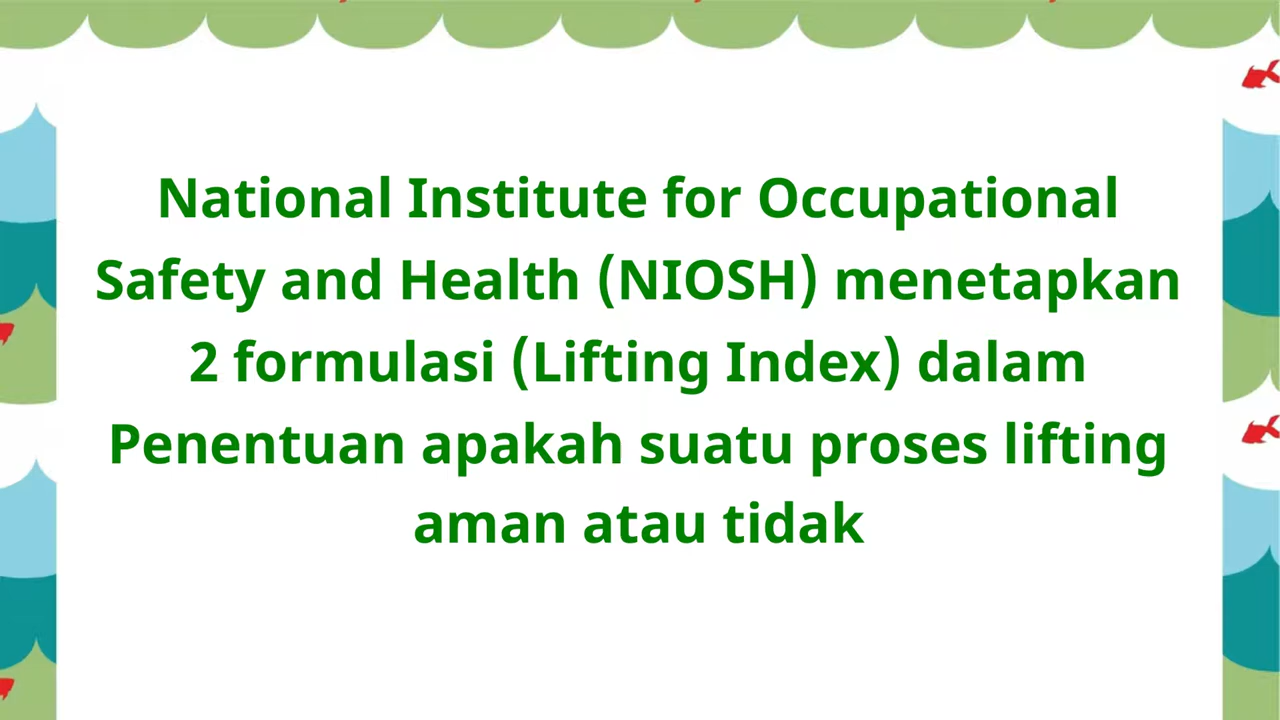 National Institute for Occupational
Safety and Health (NIOSH) menetapkan
2 formulasi (Lifting Index) dalam
Penentuan apakah suatu proses lifting
aman atau tidak